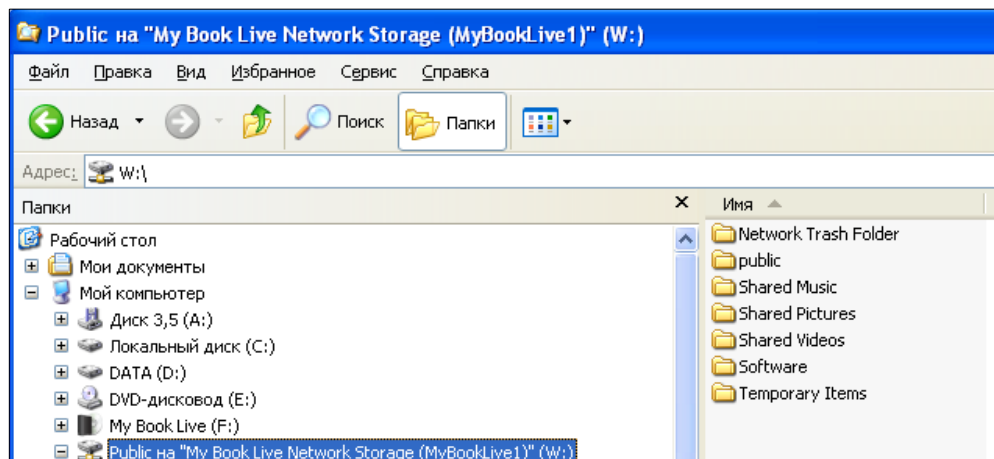 Public на "My Book Live Network Storage (MyBookLive1)" (W:)
Файл Правка Вид Избранное Сервис Справка
Назад Поиск Папки
Адрес: W:\
Папки
Рабочий стол
Мои документы
Мой компьютер
Диск 3,5 (A:)
Локальный диск (C:)
DATA (D:)
DVD-дисковод (E:)
My Book Live (F:)
Public на "My Book Live Network Storage (MyBookLive1)" (W:)
Имя
Network Trash Folder
public
Shared Music
Shared Pictures
Shared Videos
Software
Temporary Items